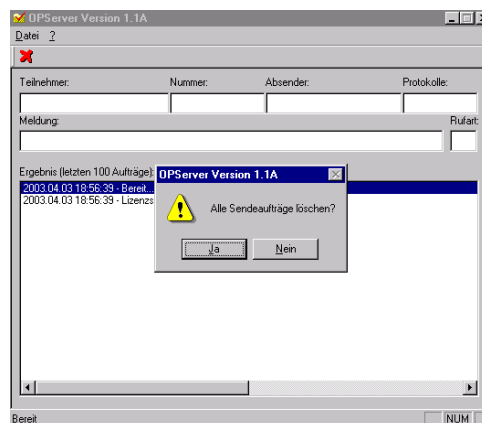 OPServer Version 1.1A
Datei ?
Teilnehmer: Nummer: Absender: Protokolle:
Meldung: Rufart:
Ergebnis (letzten 100 Aufträge):
2003.04.03 18:56:39 - Bereit...
2003.04.03 18:56:39 - Lizenzs
OPServer Version 1.1A
Alle Sendeaufträge löschen?
Ja Nein
Bereit NUM